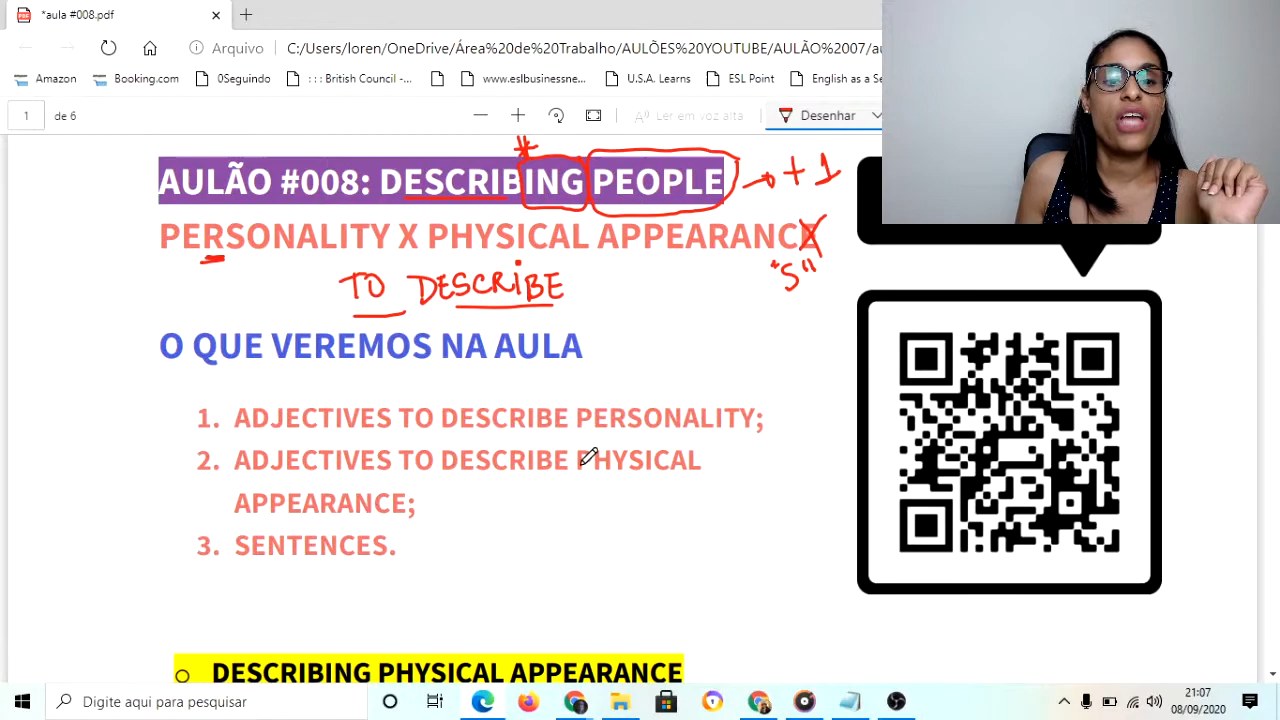 *aula #008.pdf
Arquivo C:/Users/loren/OneDrive/Área%20de%20Trabalho/AULÕES%20YOUTUBE/AULÃO%2007/au
Amazon Booking.com 0Seguindo : : : British Council -... www.eslbusinessne... U.S.A. Learns ESL Point English as a Se
1 de 6 Ler em voz alta Desenhar
AULÃO #008: DESCRIBING PEOPLE → + 1
PERSONALITY X PHYSICAL APPEARANCE
"S"
TO DESCRIBE
O QUE VEREMOS NA AULA
1. ADJECTIVES TO DESCRIBE PERSONALITY;
2. ADJECTIVES TO DESCRIBE PHYSICAL
APPEARANCE;
3. SENTENCES.
o DESCRIBING PHYSICAL APPEARANCE
Digite aqui para pesquisar
21:07
08/09/2020